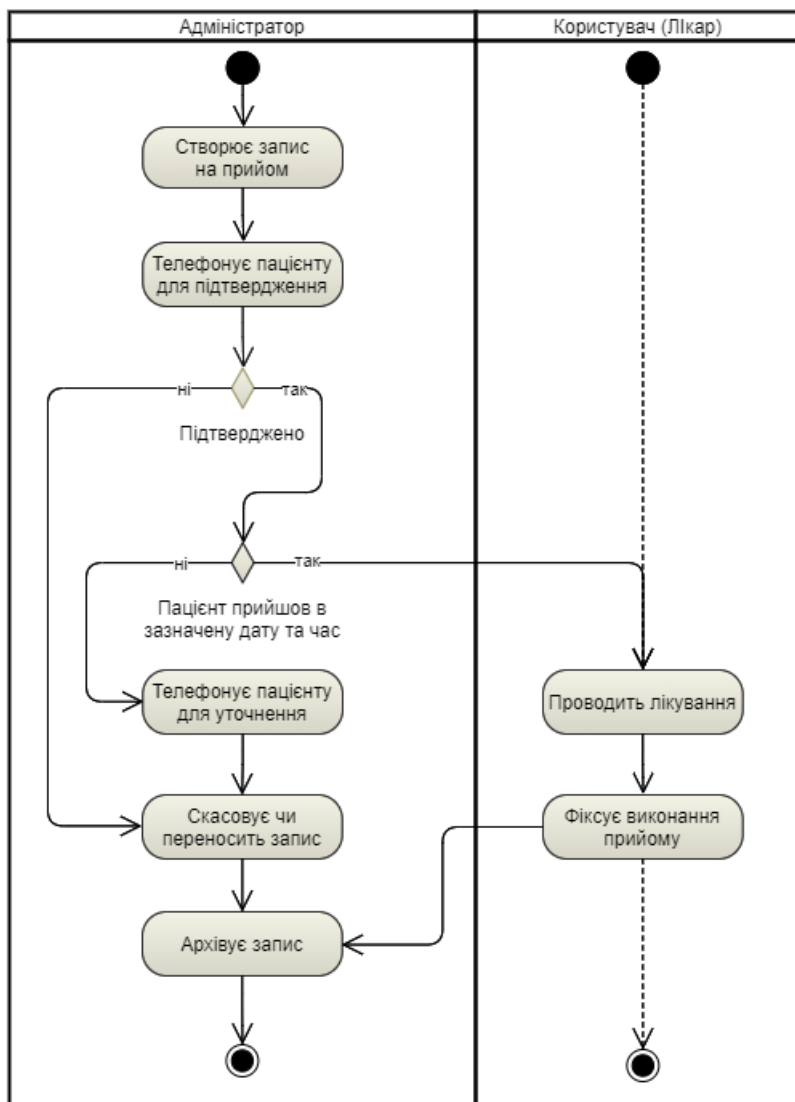 Адміністратор
Користувач (ЛІкар)
Створює запис
на прийом
Телефонує пацієнту
для підтвердження
ні
так
Підтверджено
ні
так
Пацієнт прийшов в
зазначену дату та час
Телефонує пацієнту
для уточнення
Проводить лікування
Скасовує чи
переносить запис
Фіксує виконання
прийому
Архівує запис